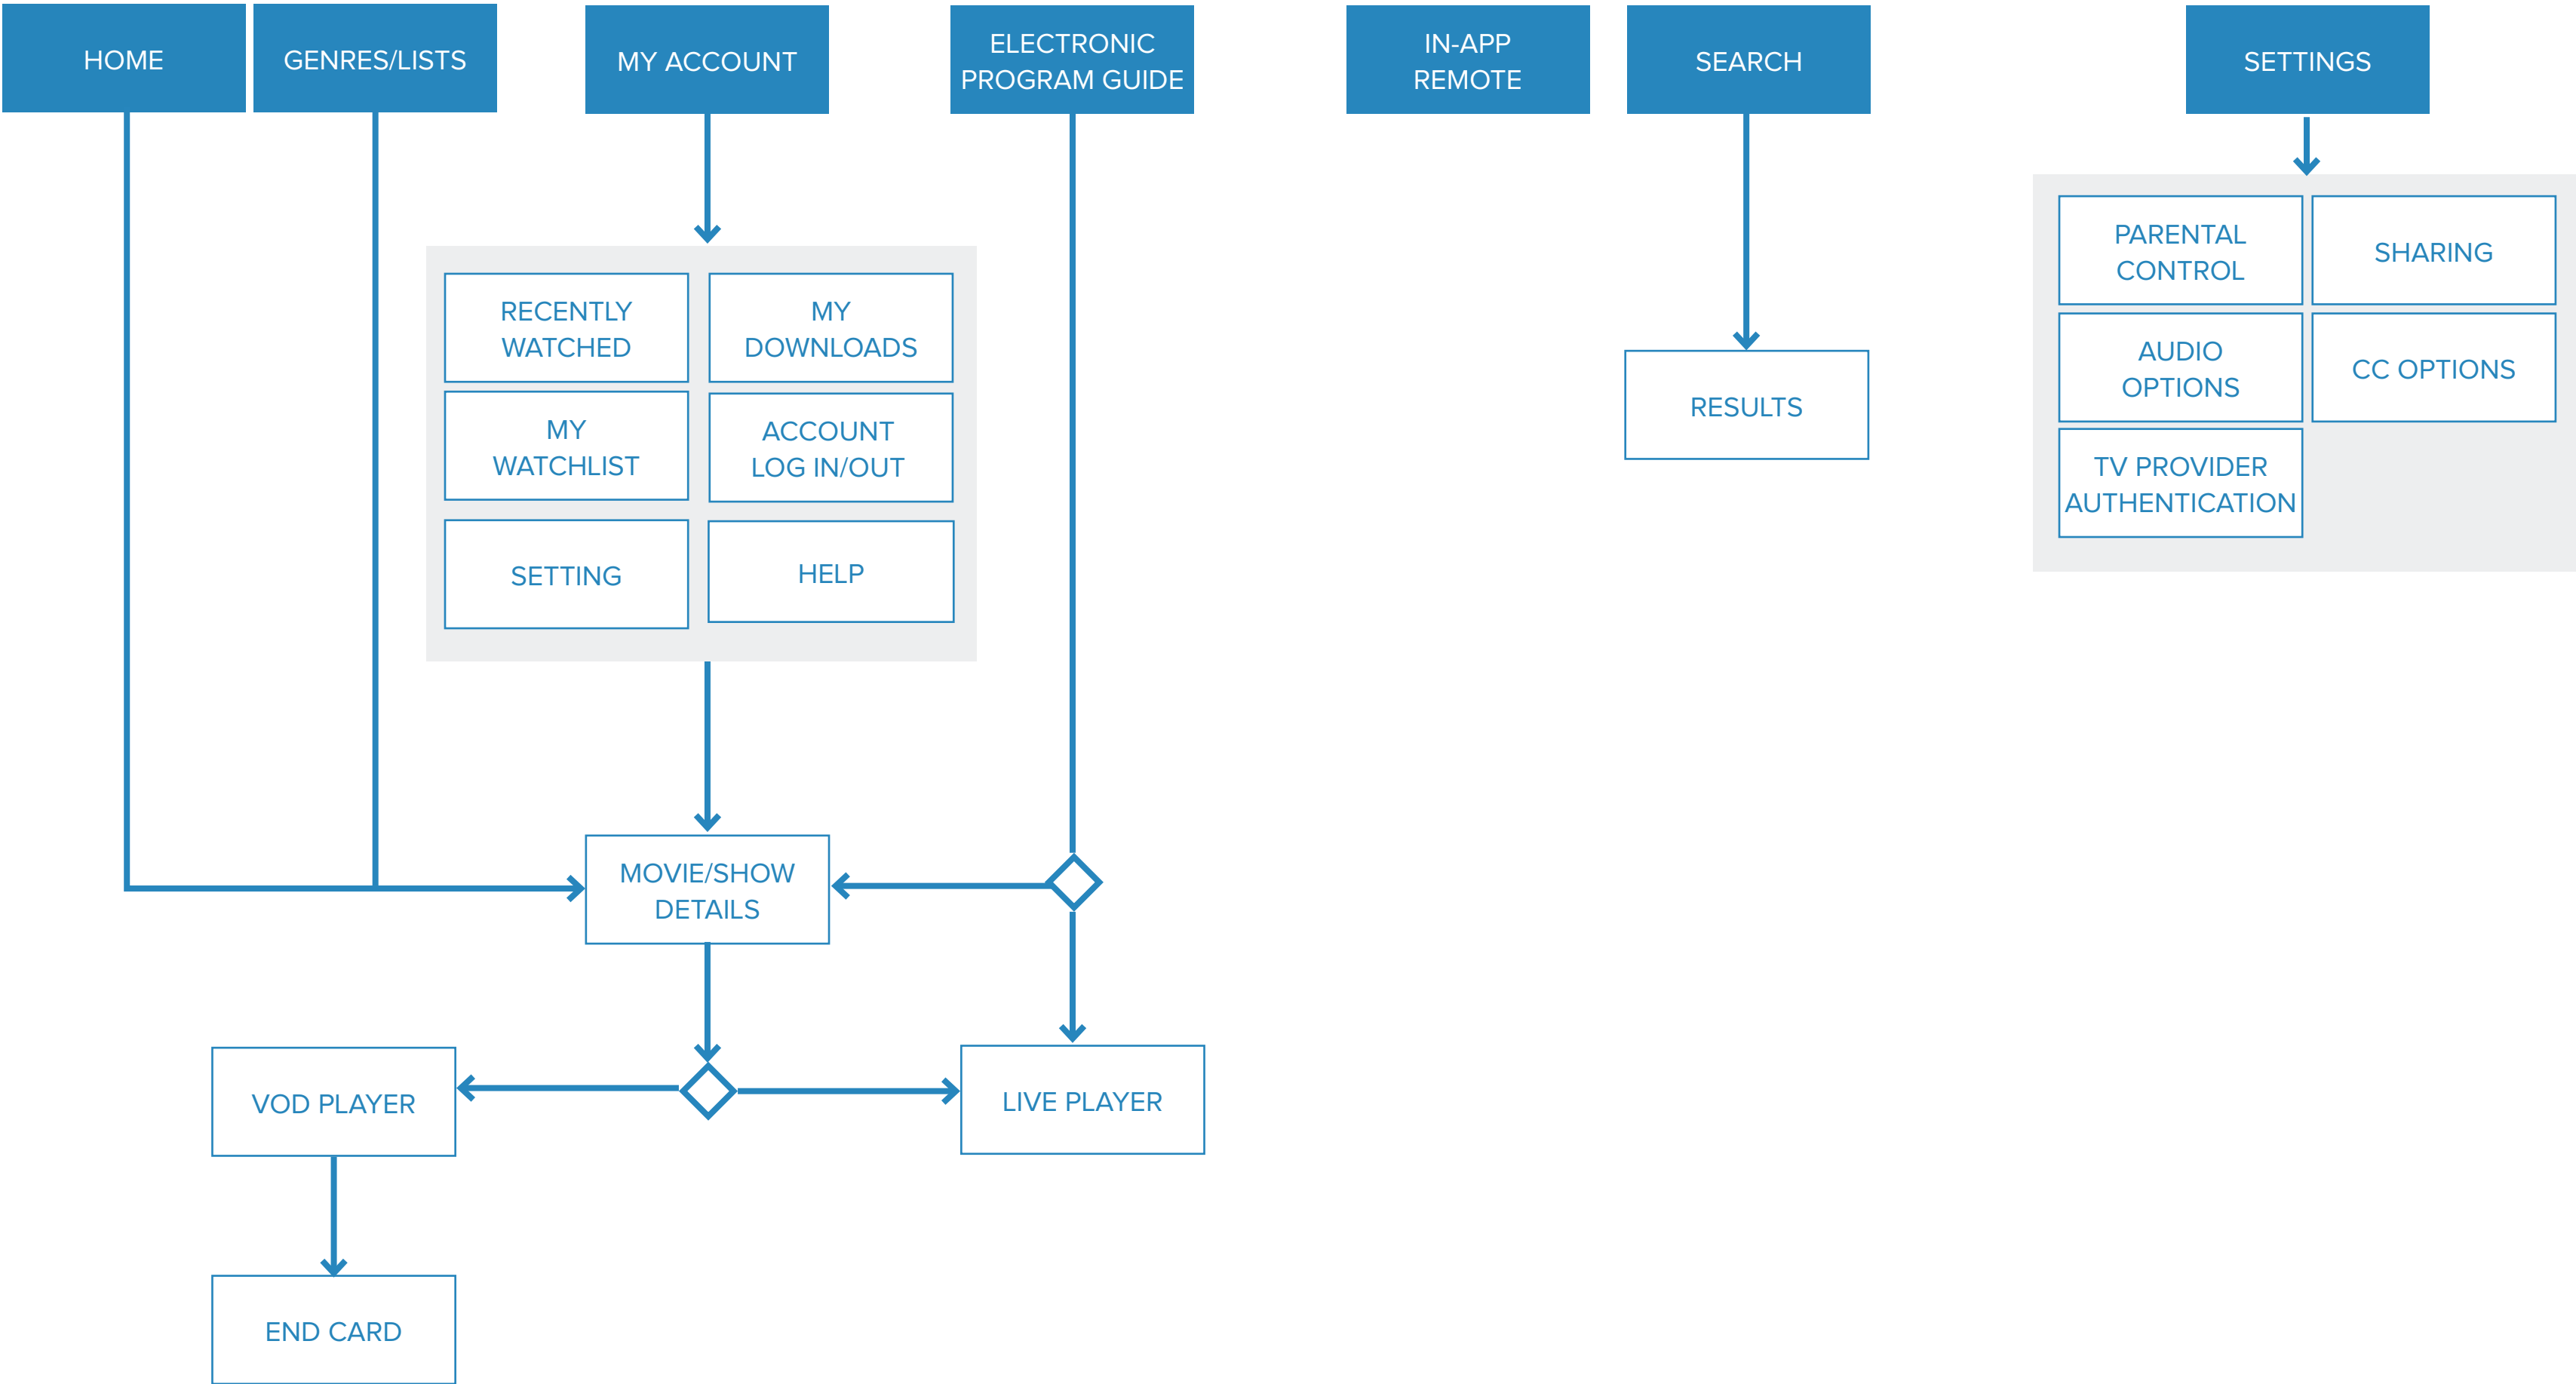 HOME
GENRES/LISTS
MY ACCOUNT
ELECTRONIC
PROGRAM GUIDE
IN-APP
REMOTE
SEARCH
SETTINGS
RECENTLY
WATCHED
MY
DOWNLOADS
MY
WATCHLIST
ACCOUNT
LOG IN/OUT
SETTING
HELP
RESULTS
PARENTAL
CONTROL
SHARING
AUDIO
OPTIONS
CC OPTIONS
TV PROVIDER
AUTHENTICATION
MOVIE/SHOW
DETAILS
VOD PLAYER
LIVE PLAYER
END CARD